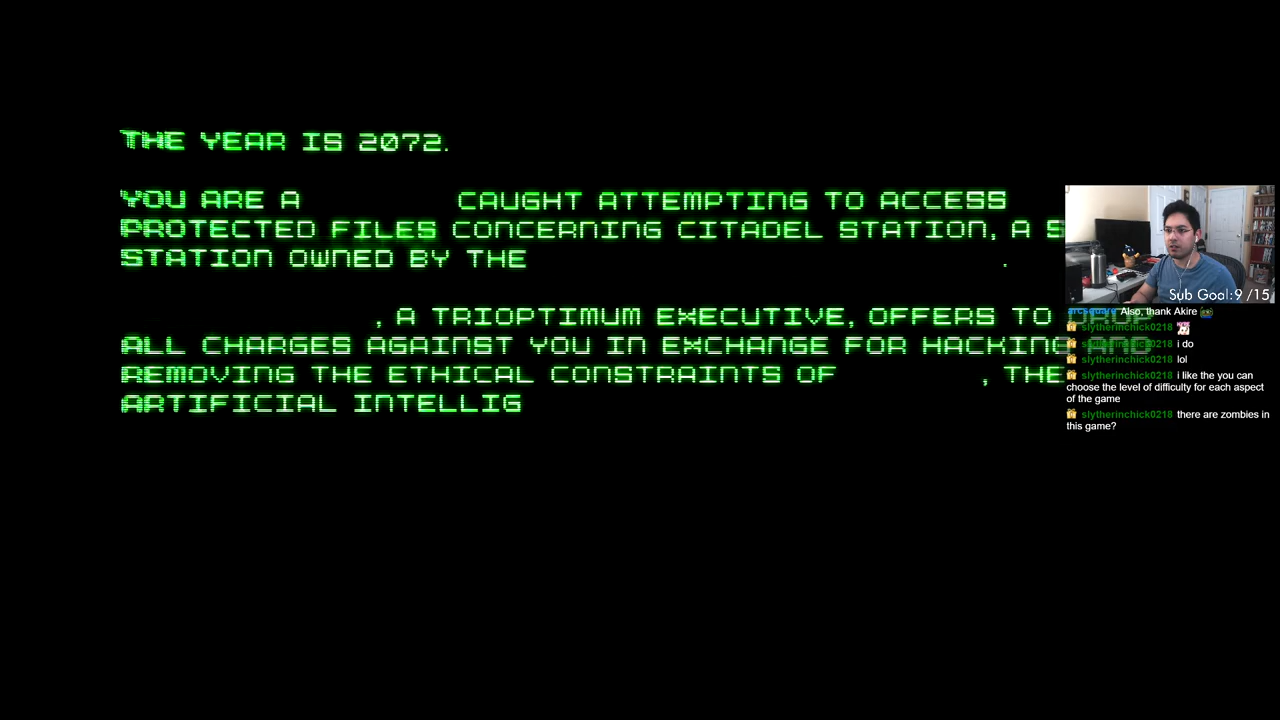 THE YEAR IS 2072.
YOU ARE A CAUGHT ATTEMPTING TO ACCESS
PROTECTED FILES CONCERNING CITADEL STATION, A S
STATION OWNED BY THE .
, A TRIOPTIMUM EXECUTIVE, OFFERS TO DROP
ALL CHARGES AGAINST YOU IN EXCHANGE FOR HACKING AND
REMOVING THE ETHICAL CONSTRAINTS OF , THE
ARTIFICIAL INTELLIG
Sub Goal:9 /15
arcsquare Also, thank Akire
slytherinchick0218
slytherinchick0218 i do
slytherinchick0218 lol
slytherinchick0218 i like the you can
choose the level of difficulty for each aspect
of the game
slytherinchick0218 there are zombies in
this game?